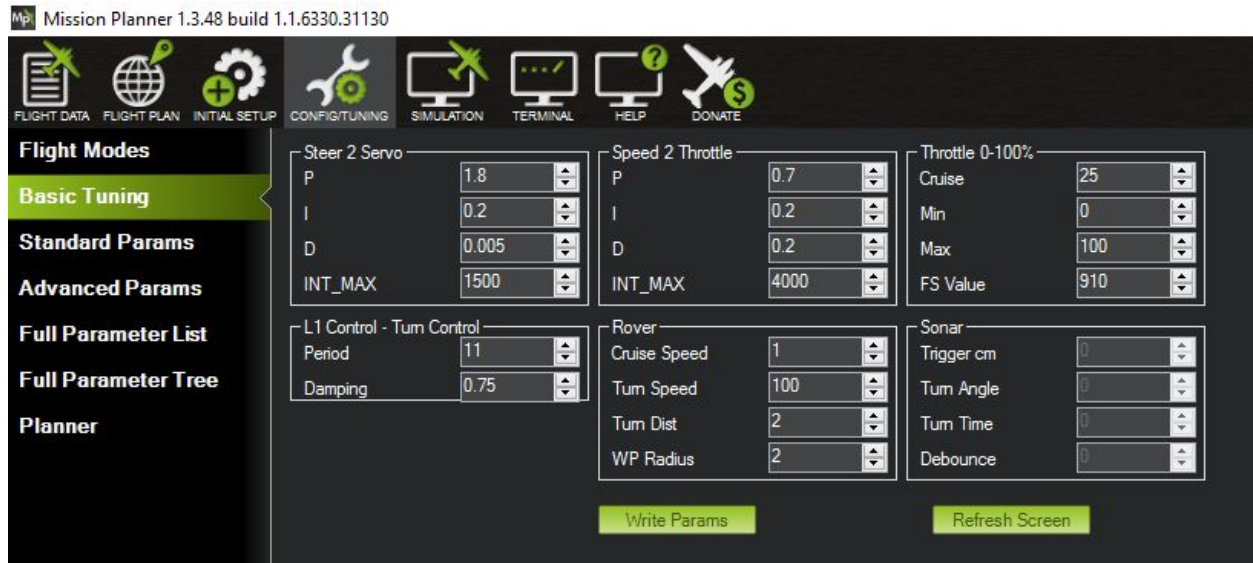 Mission Planner 1.3.48 build 1.1.6330.31130
FLIGHT DATA FLIGHT PLAN INITIAL SETUP CONFIG/TUNING SIMULATION TERMINAL HELP DONATE
Flight Modes
Basic Tuning
Standard Params
Advanced Params
Full Parameter List
Full Parameter Tree
Planner
Steer 2 Servo
P 1.8
I 0.2
D 0.005
INT_MAX 1500
Speed 2 Throttle
P 0.7
I 0.2
D 0.2
INT_MAX 4000
Throttle 0-100%
Cruise 25
Min 0
Max 100
FS Value 910
L1 Control - Turn Control
Period 11
Damping 0.75
Rover
Cruise Speed 1
Turn Speed 100
Turn Dist 2
WP Radius 2
Sonar
Trigger cm 0
Turn Angle 0
Turn Time 0
Debounce 0
Write Params
Refresh Screen